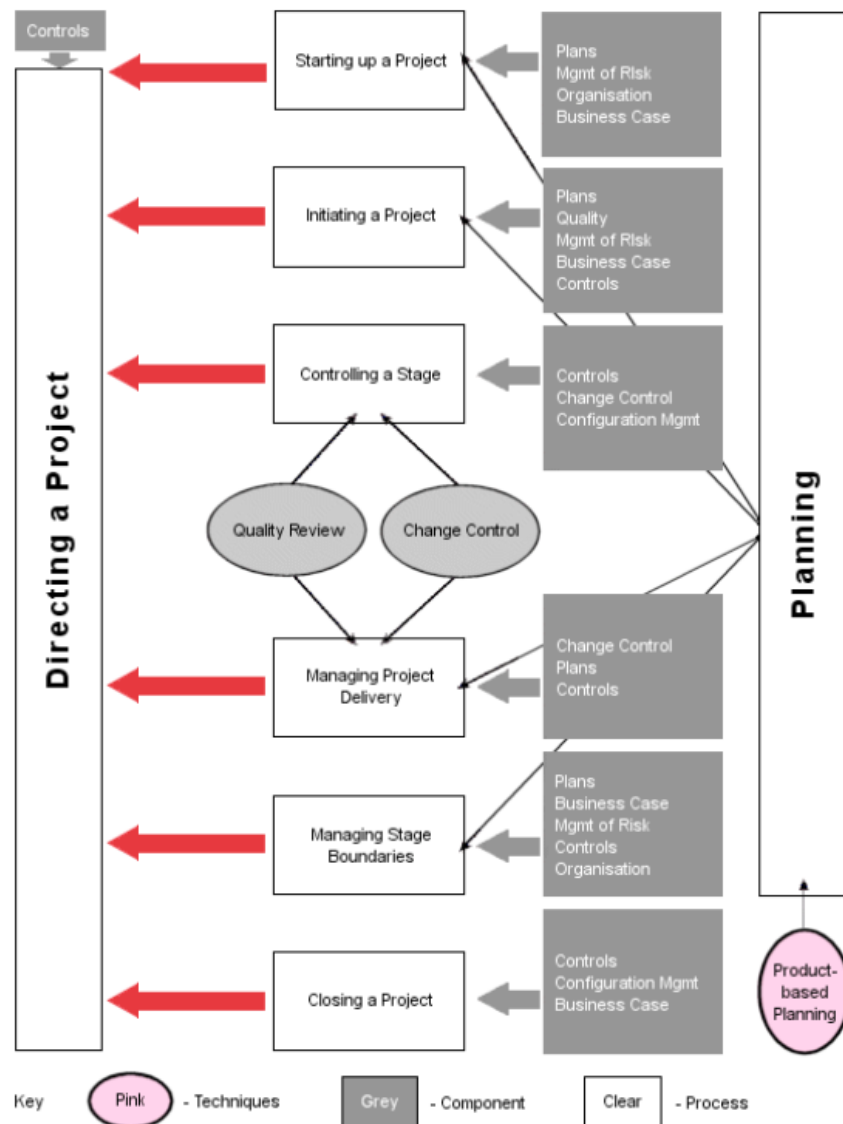 Controls
Directing a Project
Starting up a Project
Plans
Mgmt of RIsk
Organisation
Business Case
Initiating a Project
Plans
Quality
Mgmt of RIsk
Business Case
Controls
Controlling a Stage
Controls
Change Control
Configuration Mgmt
Quality Review
Change Control
Planning
Managing Project
Delivery
Change Control
Plans
Controls
Managing Stage
Boundaries
Plans
Business Case
Mgmt of Risk
Controls
Organisation
Closing a Project
Controls
Configuration Mgmt
Business Case
Product-
based
Planning
Key
Pink
- Techniques
Grey
- Component
Clear
- Process